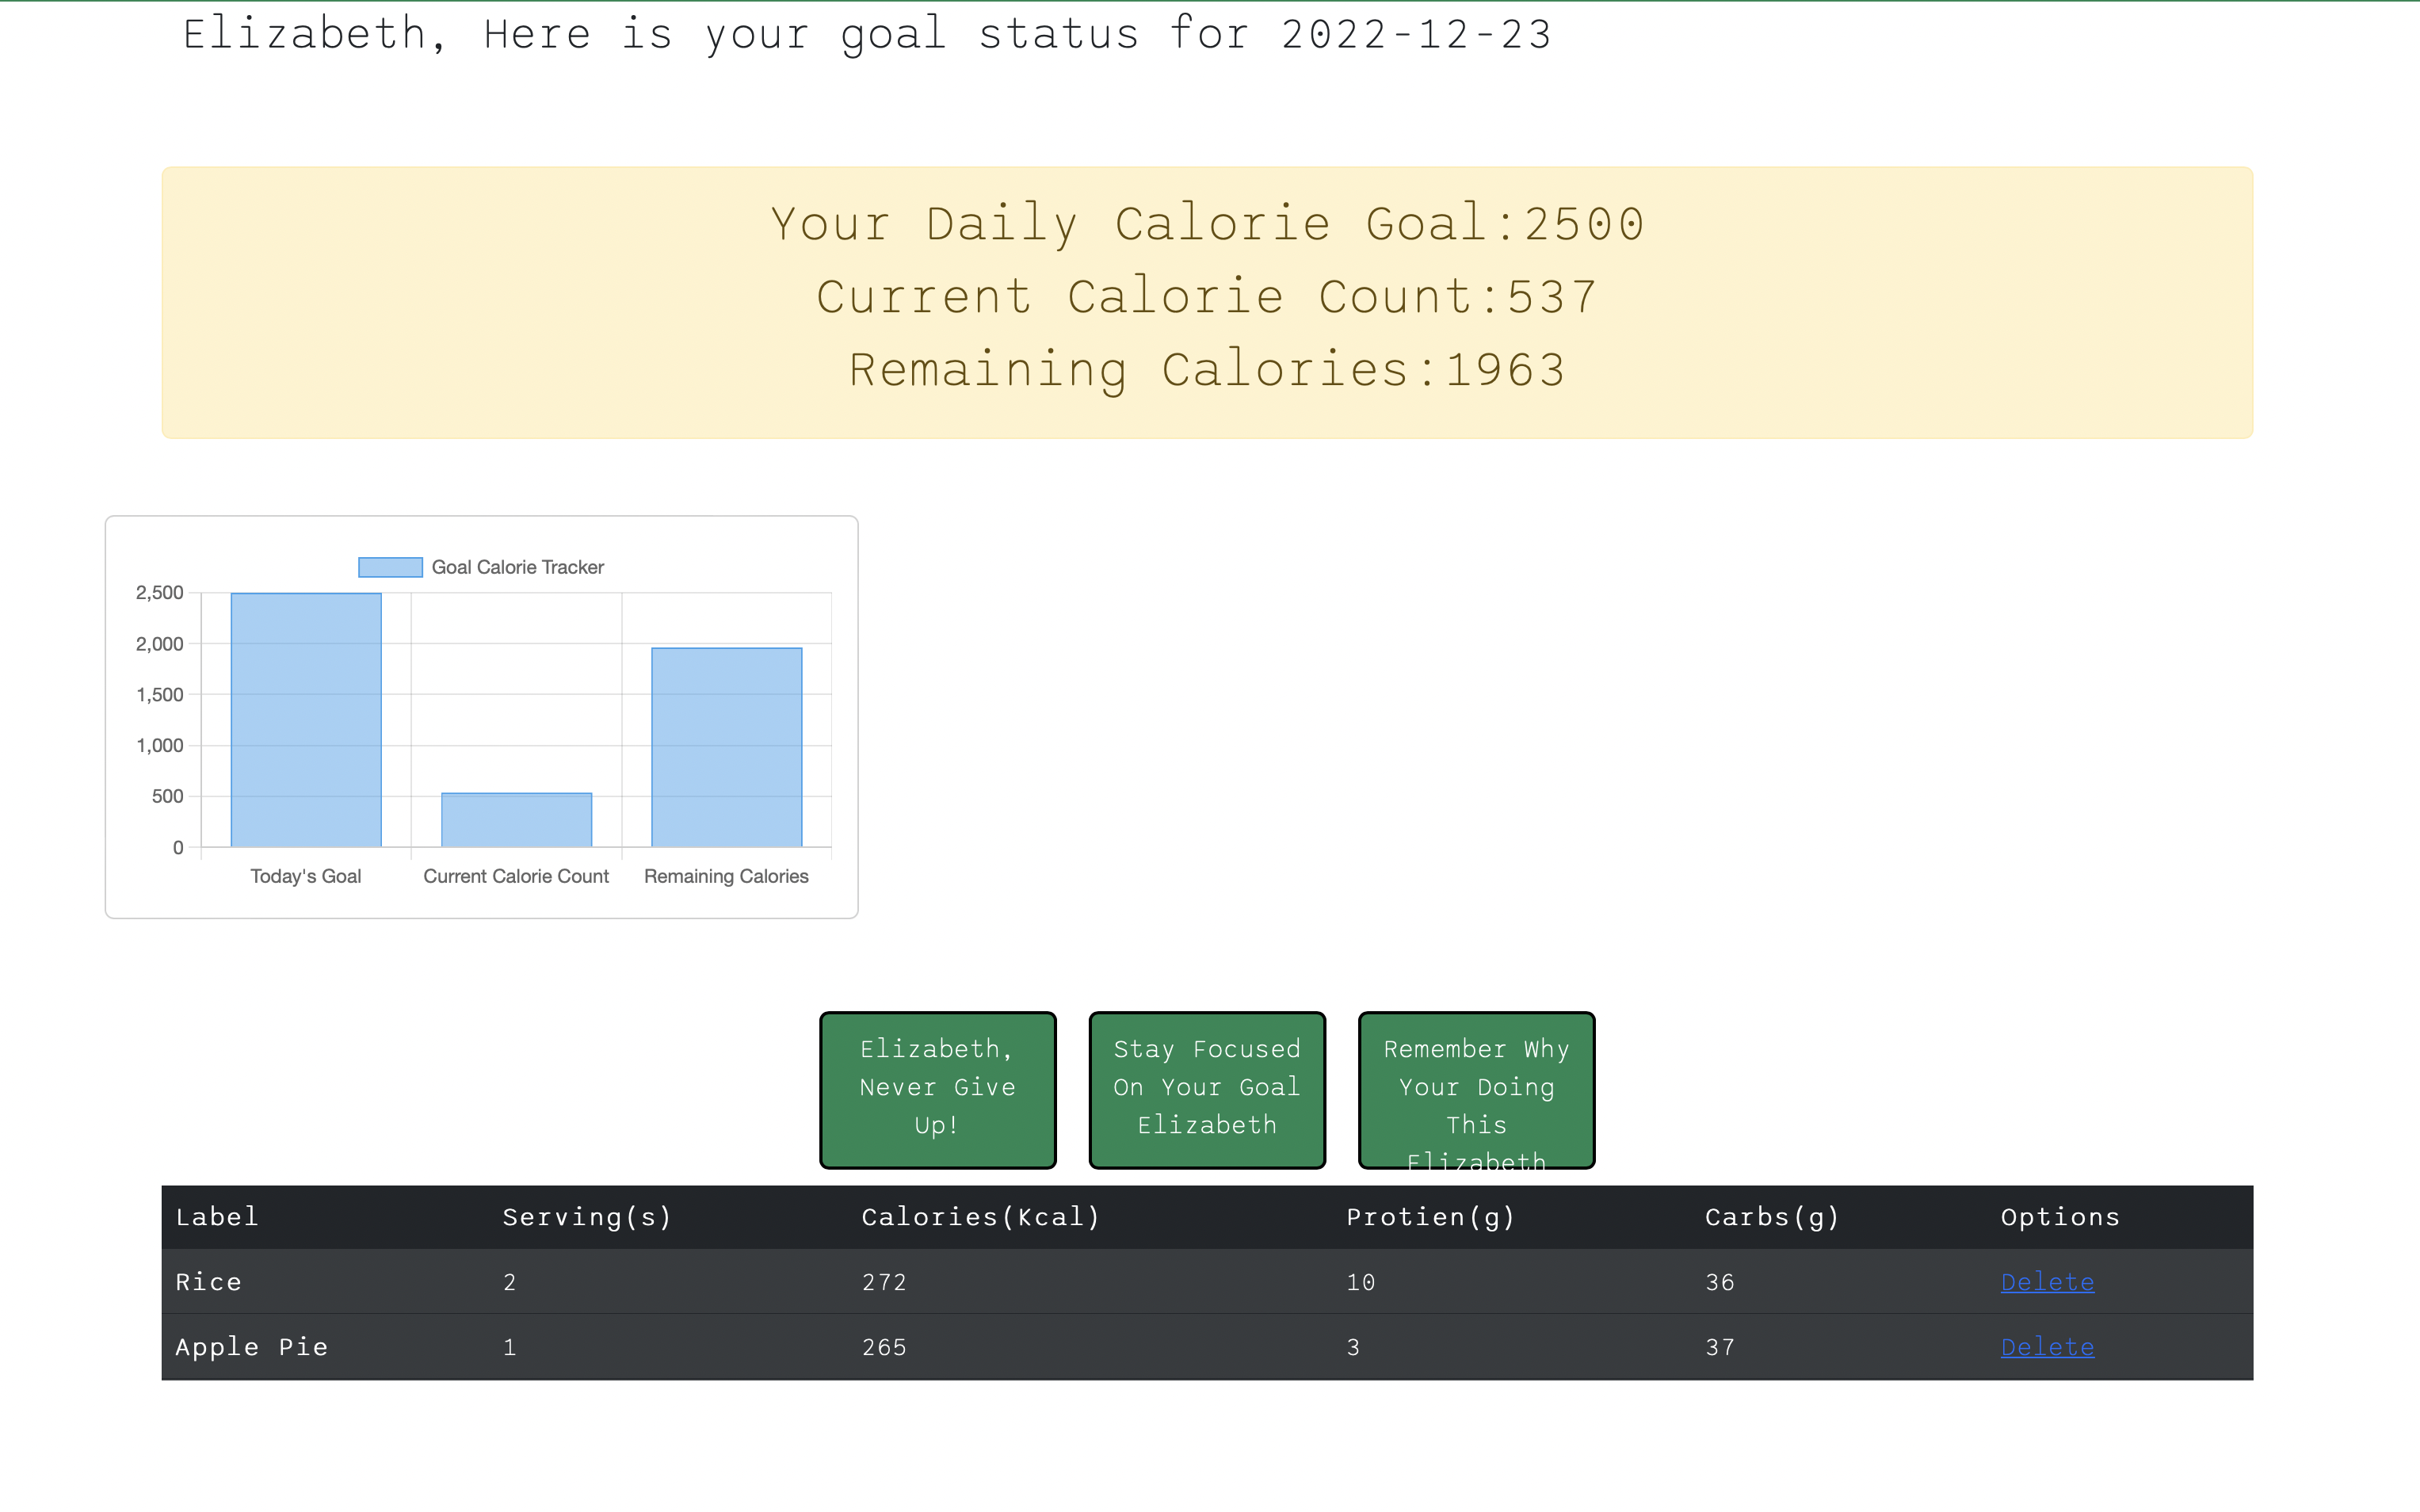 Elizabeth, Here is your goal status for 2022-12-23
Your Daily Calorie Goal:2500
Current Calorie Count:537
Remaining Calories:1963
Goal Calorie Tracker
2,500
2,000
1,500
1,000
500
0
Today's Goal Current Calorie Count Remaining Calories
Elizabeth,
Never Give
Up!
Stay Focused
On Your Goal
Elizabeth
Remember Why
Your Doing
This
Elizabeth
Label Serving(s) Calories(Kcal) Protien(g) Carbs(g) Options
Rice 2 272 10 36 Delete
Apple Pie 1 265 3 37 Delete